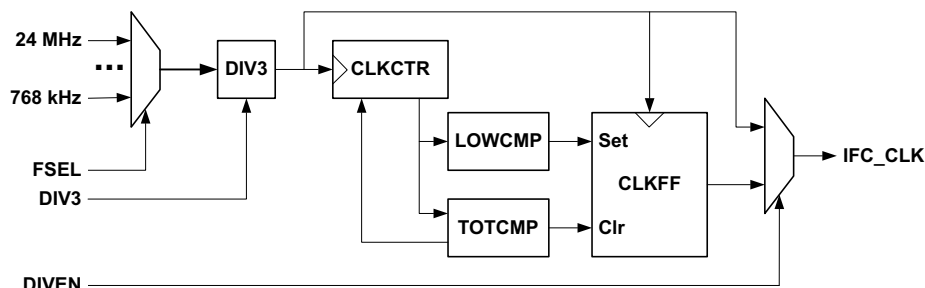 24 MHz
...
768 kHz
FSEL
DIV3
DIVEN
DIV3
CLKCTR
LOWCMP
TOTCMP
Set
CLKFF
Clr
IFC_CLK